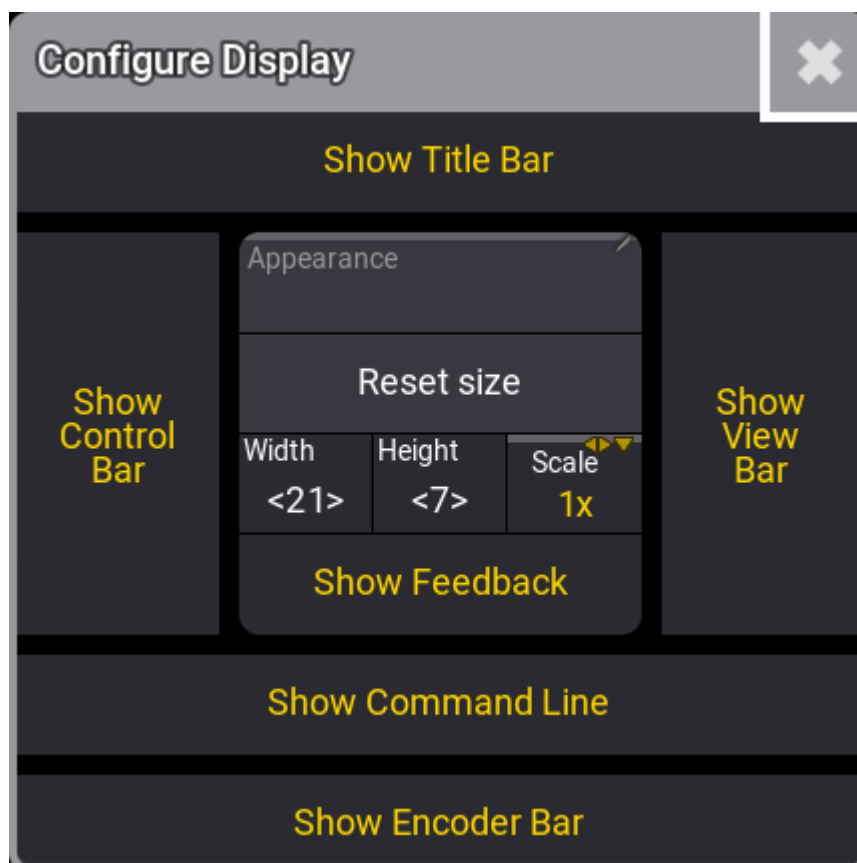 Configure Display
Show Title Bar
Appearance
Reset size
Show
Control
Bar
Width
Height
Scale
<21>
<7>
1x
Show
View
Bar
Show Feedback
Show Command Line
Show Encoder Bar